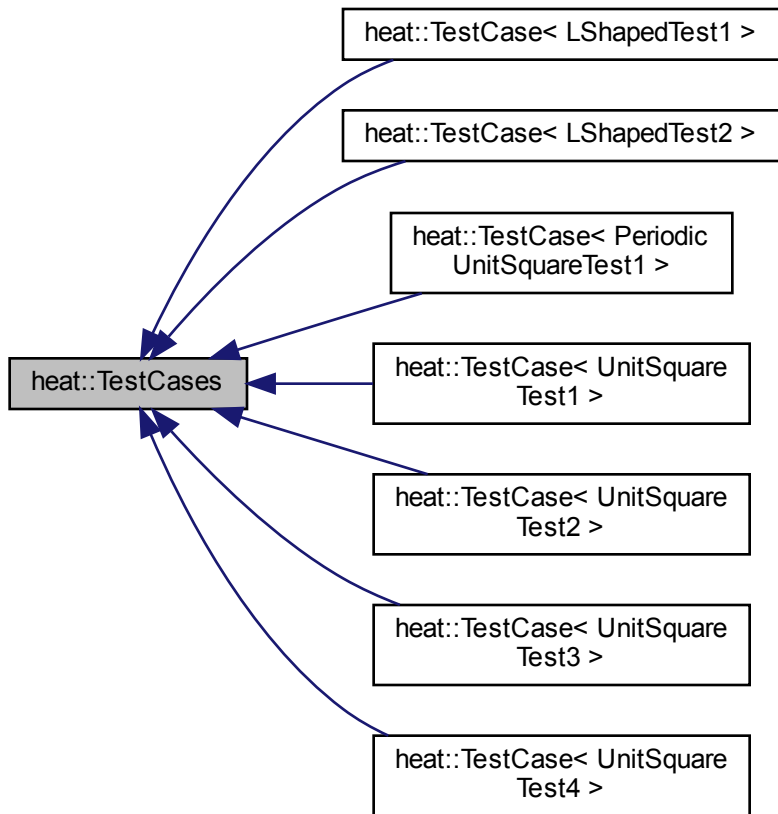 heat::TestCase< LShapedTest1 >
heat::TestCase< LShapedTest2 >
heat::TestCase< Periodic
UnitSquareTest1 >
heat::TestCases
heat::TestCase< UnitSquare
Test1 >
heat::TestCase< UnitSquare
Test2 >
heat::TestCase< UnitSquare
Test3 >
heat::TestCase< UnitSquare
Test4 >